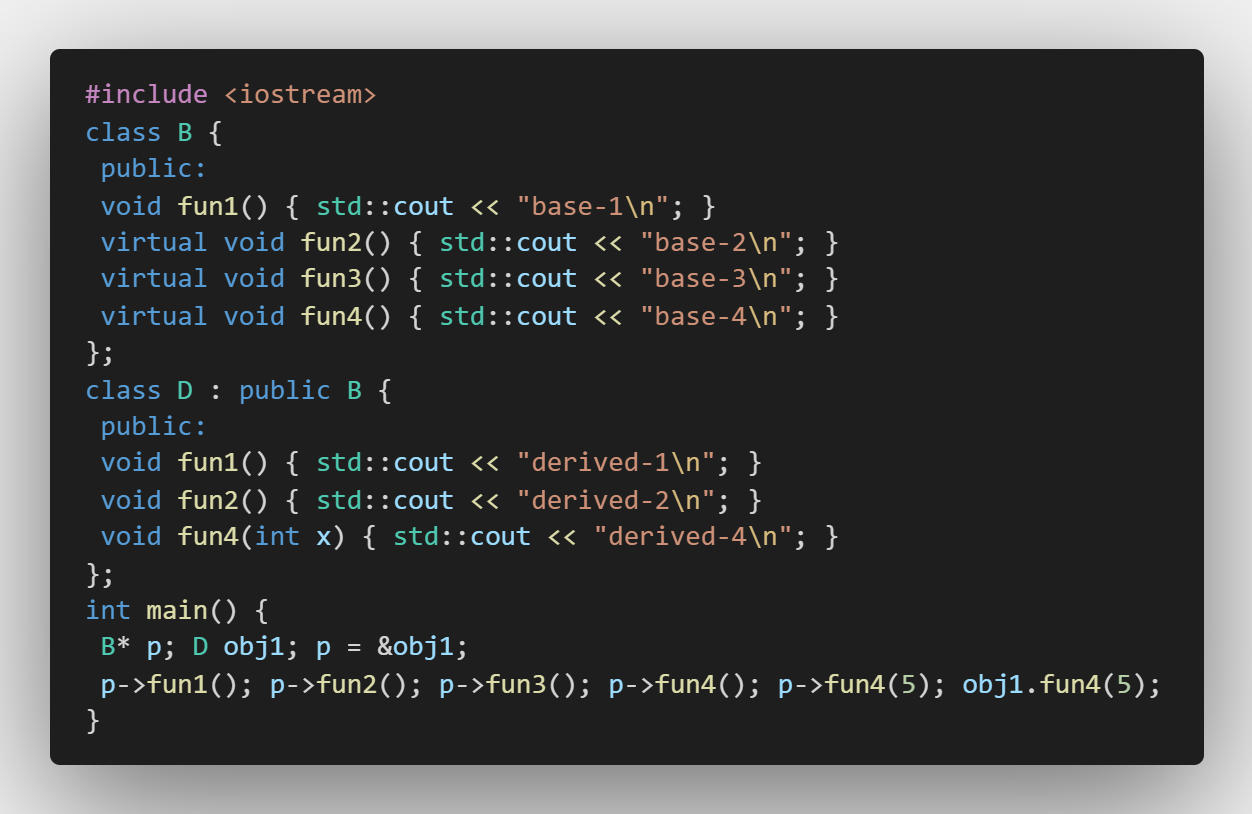 #include <iostream>
class B {
 public:
 void fun1() { std::cout << "base-1\n"; }
 virtual void fun2() { std::cout << "base-2\n"; }
 virtual void fun3() { std::cout << "base-3\n"; }
 virtual void fun4() { std::cout << "base-4\n"; }
};
class D : public B {
 public:
 void fun1() { std::cout << "derived-1\n"; }
 void fun2() { std::cout << "derived-2\n"; }
 void fun4(int x) { std::cout << "derived-4\n"; }
};
int main() {
 B* p; D obj1; p = &obj1;
 p->fun1(); p->fun2(); p->fun3(); p->fun4(); p->fun4(5); obj1.fun4(5);
}